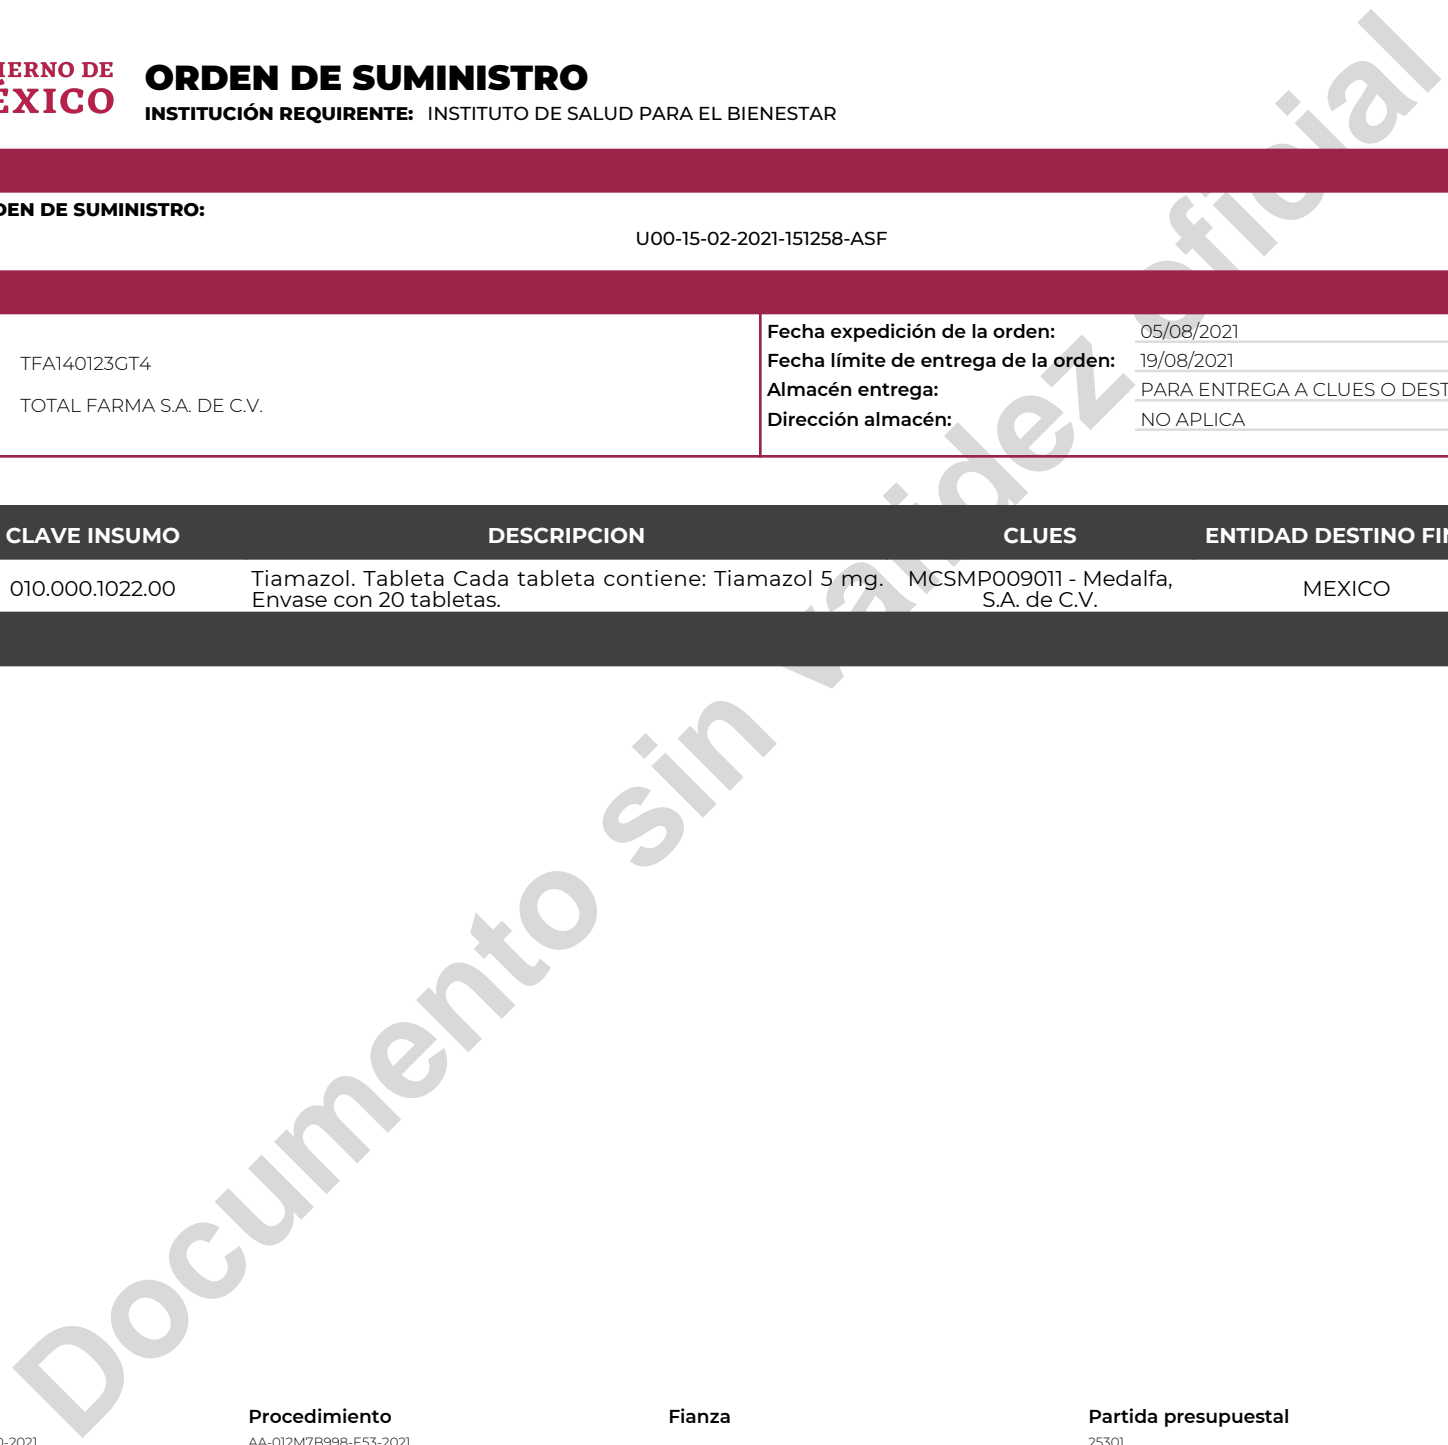 IERNO DE
ÉXICO
ORDEN DE SUMINISTRO
INSTITUCIÓN REQUIRENTE: INSTITUTO DE SALUD PARA EL BIENESTAR
DEN DE SUMINISTRO:
U00-15-02-2021-151258-ASF
TFA140123GT4
TOTAL FARMA S.A. DE C.V.
Fecha expedición de la orden: 05/08/2021
Fecha límite de entrega de la orden: 19/08/2021
Almacén entrega: PARA ENTREGA A CLUES O DEST
Dirección almacén: NO APLICA
CLAVE INSUMO DESCRIPCION CLUES ENTIDAD DESTINO FIN
010.000.1022.00 Tiamazol. Tableta Cada tableta contiene: Tiamazol 5 mg. MCSMP009011 - Medalfa, MEXICO
Envase con 20 tabletas. S.A. de C.V.
Documento sin validez oficial
Procedimiento Fianza Partida presupuestal
0-2021 AA-012M7B998-E53-2021 25301